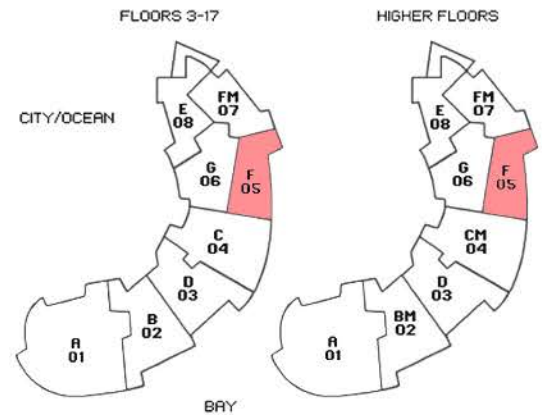 FLOORS 3-17
HIGHER FLOORS
CITY/OCEAN
E
08
FM
07
G
06
F
05
C
04
D
03
B
02
A
01
E
08
FM
07
G
06
F
05
CM
04
D
03
BM
02
A
01
BAY